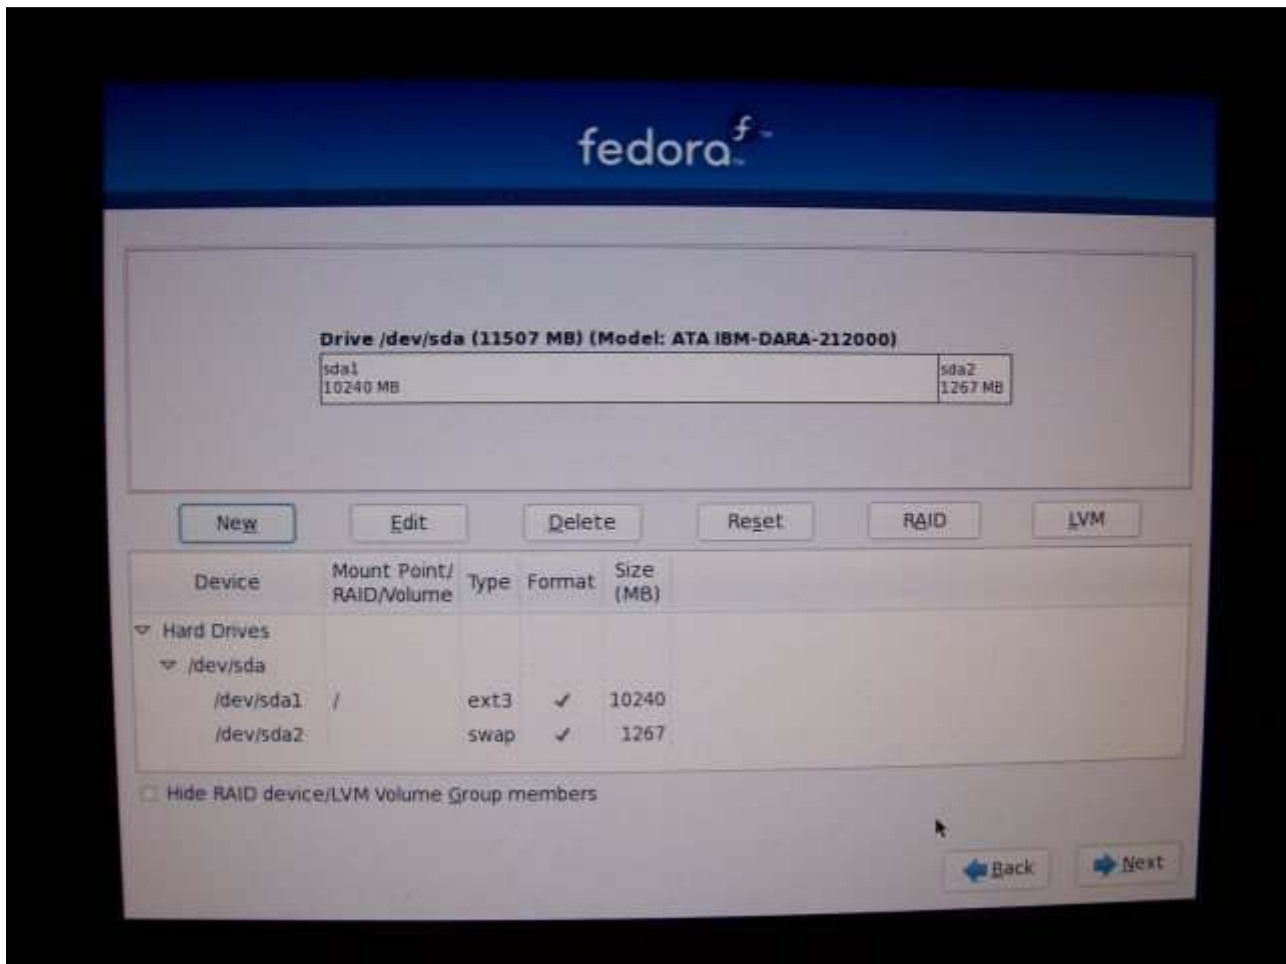 fedora
Drive /dev/sda (11507 MB) (Model: ATA IBM-DARA-212000)
sda1
10240 MB
sda2
1267 MB
New
Edit
Delete
Reset
RAID
LVM
Device
Mount Point/
RAID/Volume
Type
Format
Size
(MB)
Hard Drives
/dev/sda
/dev/sda1 / ext3 ✓ 10240
/dev/sda2 swap ✓ 1267
Hide RAID device/LVM Volume Group members
Back
Next